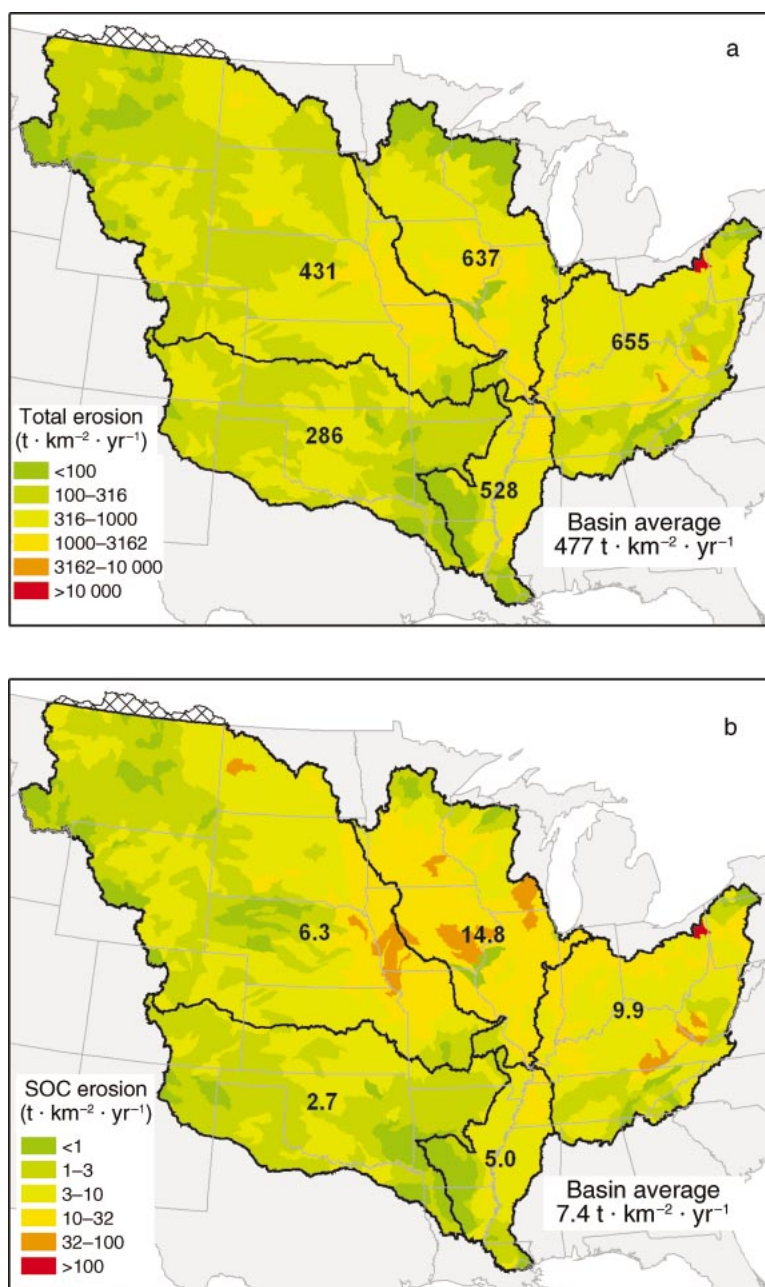 a
431
637
655
286
528
Total erosion
(t · km⁻² · yr⁻¹)
<100
100–316
316–1000
1000–3162
3162–10 000
>10 000
Basin average
477 t · km⁻² · yr⁻¹
b
6.3
14.8
9.9
2.7
5.0
SOC erosion
(t · km⁻² · yr⁻¹)
<1
1–3
3–10
10–32
32–100
>100
Basin average
7.4 t · km⁻² · yr⁻¹